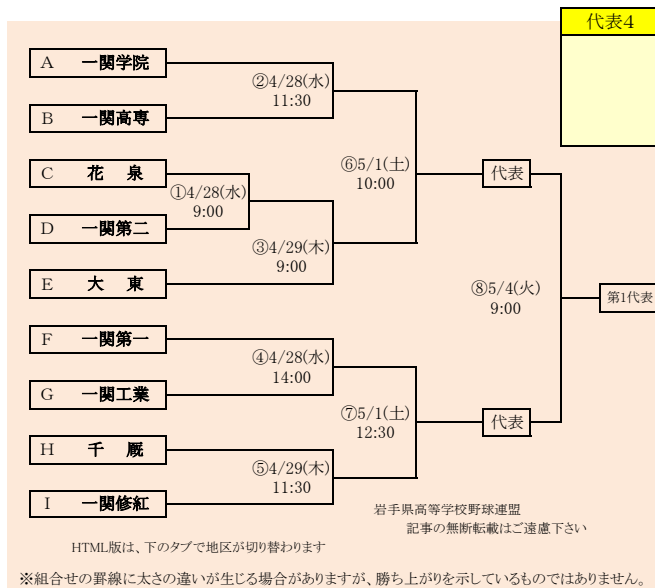 代表4
A 一関学院
②4/28(水)
11:30
B 一関高専
C 花 泉
①4/28(水)
9:00
D 一関第二
③4/29(木)
9:00
E 大 東
⑥5/1(土)
10:00
代表
⑧5/4(火)
9:00
第1代表
F 一関第一
④4/28(水)
14:00
G 一関工業
⑦5/1(土)
12:30
代表
H 千 厩
⑤4/29(木)
11:30
I 一関修紅
岩手県高等学校野球連盟
記事の無断転載はご遠慮下さい
HTML版は、下のタブで地区が切り替わります
※組合せの罫線に太さの違いが生じる場合がありますが、勝ち上がりを示しているものではありません。